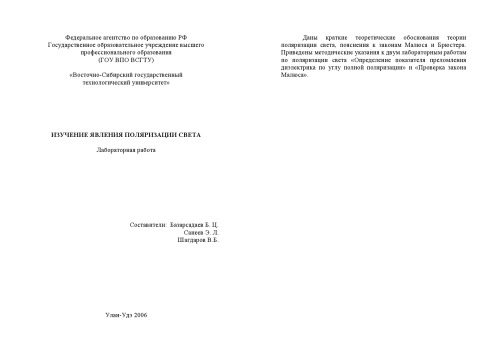 Федеральное агентство по образованию РФ
Государственное образовательное учреждение высшего
профессионального образования
(ГОУ ВПО ВСГТУ)
«Восточно-Сибирский государственный
технологический университет»
ИЗУЧЕНИЕ ЯВЛЕНИЯ ПОЛЯРИЗАЦИИ СВЕТА
Лабораторная работа
Составители: Базарсадаев Б. Ц.
Санеев Э. Л.
Шагдаров В.Б.
Улан-Удэ 2006
Даны краткие теоретические обоснования теории
поляризации света, пояснения к законам Малюса и Брюстера.
Приведены методические указания к двум лабораторным работам
по поляризации света «Определение показателя преломления
диэлектрика по углу полной поляризации» и «Проверка закона
Малюса».